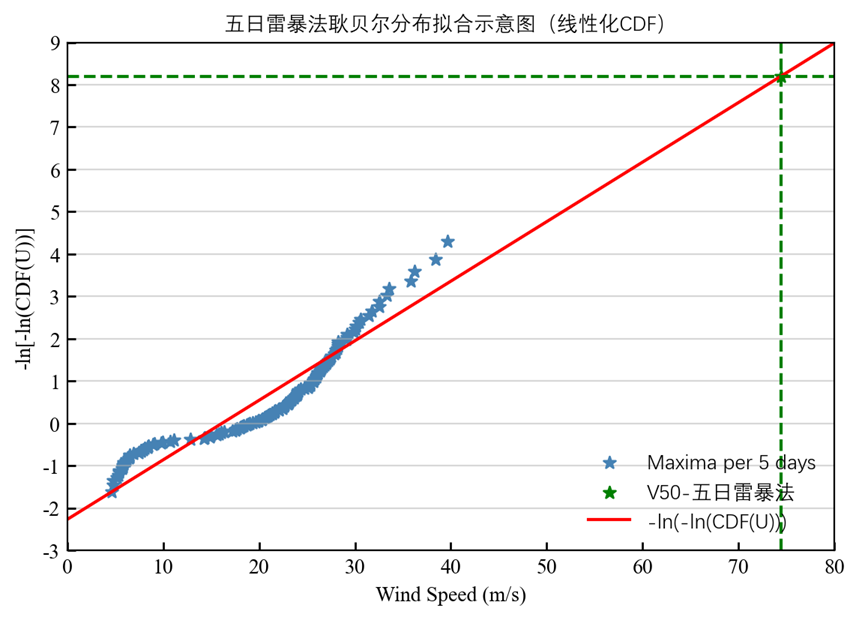 五日雷暴法耿贝尔分布拟合示意图（线性化CDF）
9
8
7
6
5
4
3
2
1
0
-1
-2
-3
-ln[-ln(CDF(U))]
Maxima per 5 days
V50-五日雷暴法
-ln(-ln(CDF(U)))
0 10 20 30 40 50 60 70 80
Wind Speed (m/s)